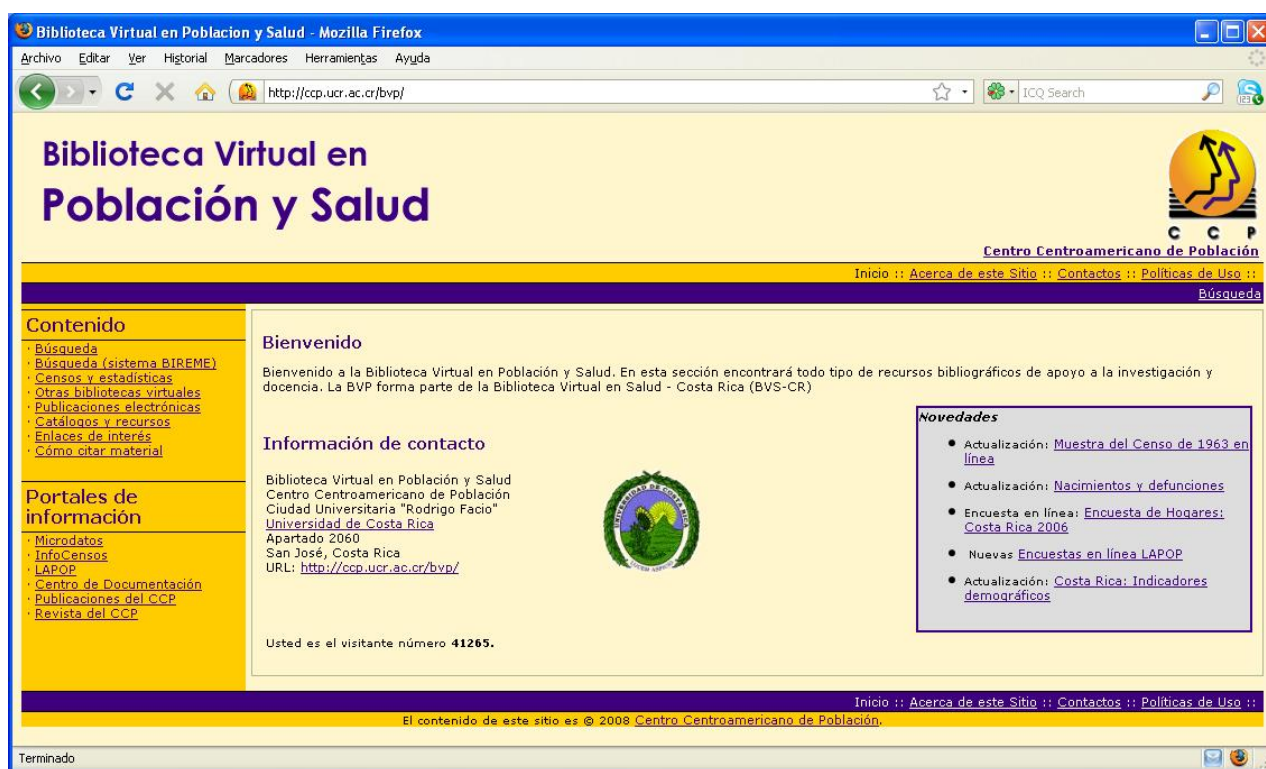 Biblioteca Virtual en Poblacion y Salud - Mozilla Firefox
Archivo Editar Ver Historial Marcadores Herramientas Ayuda
http://ccp.ucr.ac.cr/bvp/
ICQ Search
Biblioteca Virtual en
Población y Salud
C C P
Centro Centroamericano de Población
Inicio :: Acerca de este Sitio :: Contactos :: Políticas de Uso ::
Búsqueda
Contenido
· Búsqueda
· Búsqueda (sistema BIREME)
· Censos y estadísticas
· Otras bibliotecas virtuales
· Publicaciones electrónicas
· Catálogos y recursos
· Enlaces de interés
· Cómo citar material
Portales de
información
· Microdatos
· InfoCensos
· LAPOP
· Centro de Documentación
· Publicaciones del CCP
· Revista del CCP
Bienvenido
Bienvenido a la Biblioteca Virtual en Población y Salud. En esta sección encontrará todo tipo de recursos bibliográficos de apoyo a la investigación y
docencia. La BVP forma parte de la Biblioteca Virtual en Salud - Costa Rica (BVS-CR)
Información de contacto
Biblioteca Virtual en Población y Salud
Centro Centroamericano de Población
Ciudad Universitaria "Rodrigo Facio"
Universidad de Costa Rica
Apartado 2060
San José, Costa Rica
URL: http://ccp.ucr.ac.cr/bvp/
UNIVERSIDAD DE COSTA RICA
LUCEM ASPICIO
Usted es el visitante número 41265.
Novedades
• Actualización: Muestra del Censo de 1963 en
línea
• Actualización: Nacimientos y defunciones
• Encuesta en línea: Encuesta de Hogares:
Costa Rica 2006
• Nuevas Encuestas en línea LAPOP
• Actualización: Costa Rica: Indicadores
demográficos
Inicio :: Acerca de este Sitio :: Contactos :: Políticas de Uso ::
El contenido de este sitio es © 2008 Centro Centroamericano de Población.
Terminado